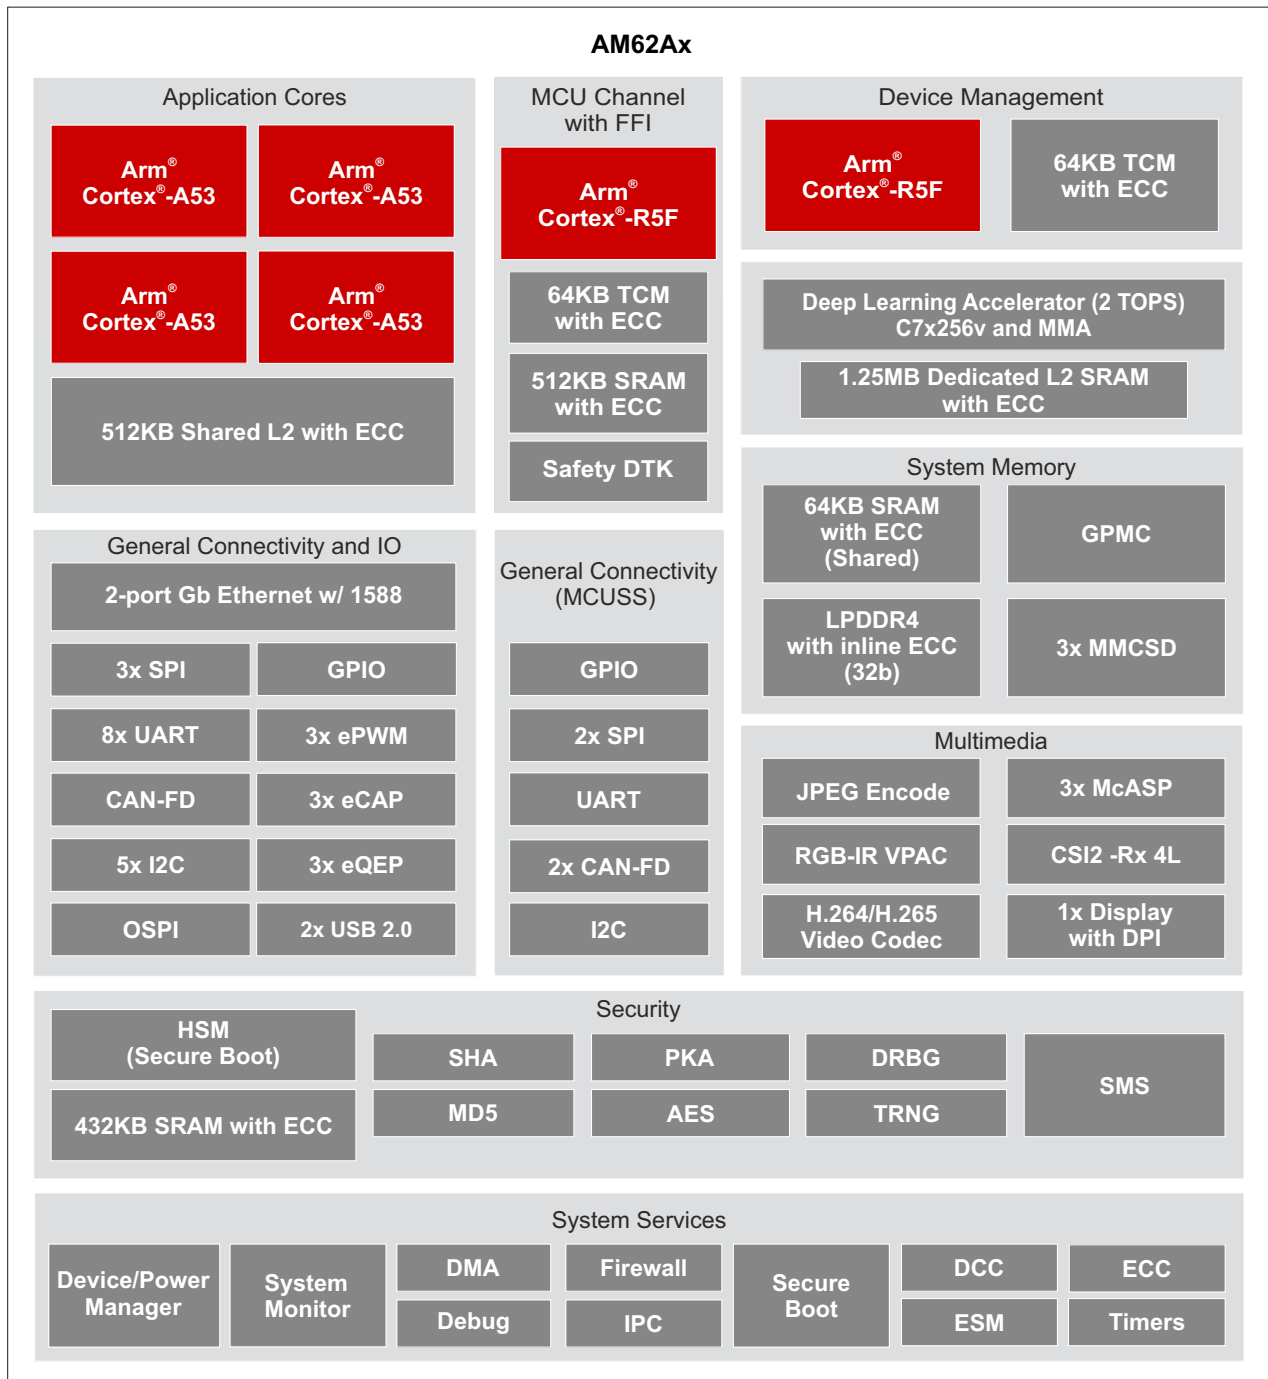 AM62Ax
Application Cores
Arm®
Cortex®-A53
Arm®
Cortex®-A53
Arm®
Cortex®-A53
Arm®
Cortex®-A53
512KB Shared L2 with ECC
MCU Channel
with FFI
Arm®
Cortex®-R5F
64KB TCM
with ECC
512KB SRAM
with ECC
Safety DTK
Device Management
Arm®
Cortex®-R5F
64KB TCM
with ECC
Deep Learning Accelerator (2 TOPS)
C7x256v and MMA
1.25MB Dedicated L2 SRAM
with ECC
System Memory
64KB SRAM
with ECC
(Shared)
GPMC
LPDDR4
with inline ECC
(32b)
3x MMCSD
General Connectivity and IO
2-port Gb Ethernet w/ 1588
3x SPI
GPIO
8x UART
3x ePWM
CAN-FD
3x eCAP
5x I2C
3x eQEP
OSPI
2x USB 2.0
General Connectivity
(MCUSS)
GPIO
2x SPI
UART
2x CAN-FD
I2C
Multimedia
JPEG Encode
3x McASP
RGB-IR VPAC
CSI2 -Rx 4L
H.264/H.265
Video Codec
1x Display
with DPI
Security
HSM
(Secure Boot)
432KB SRAM with ECC
SHA
PKA
DRBG
MD5
AES
TRNG
SMS
System Services
Device/Power
Manager
System
Monitor
DMA
Debug
Firewall
IPC
Secure
Boot
DCC
ESM
ECC
Timers